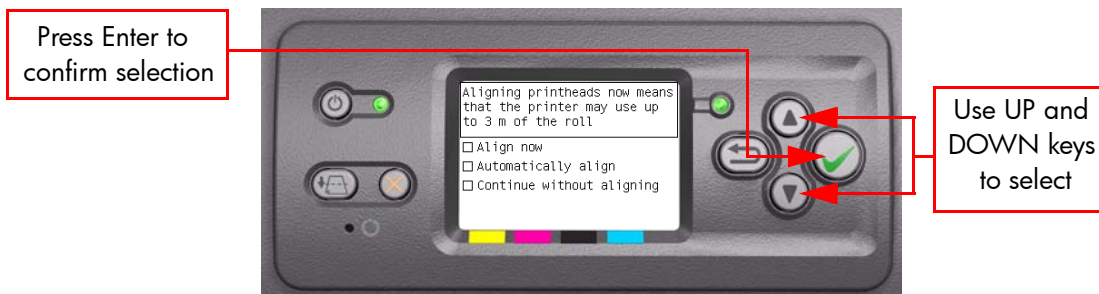 Press Enter to
confirm selection
Aligning printheads now means
that the printer may use up
to 3 m of the roll
Align now
Automatically align
Continue without aligning
Use UP and
DOWN keys
to select